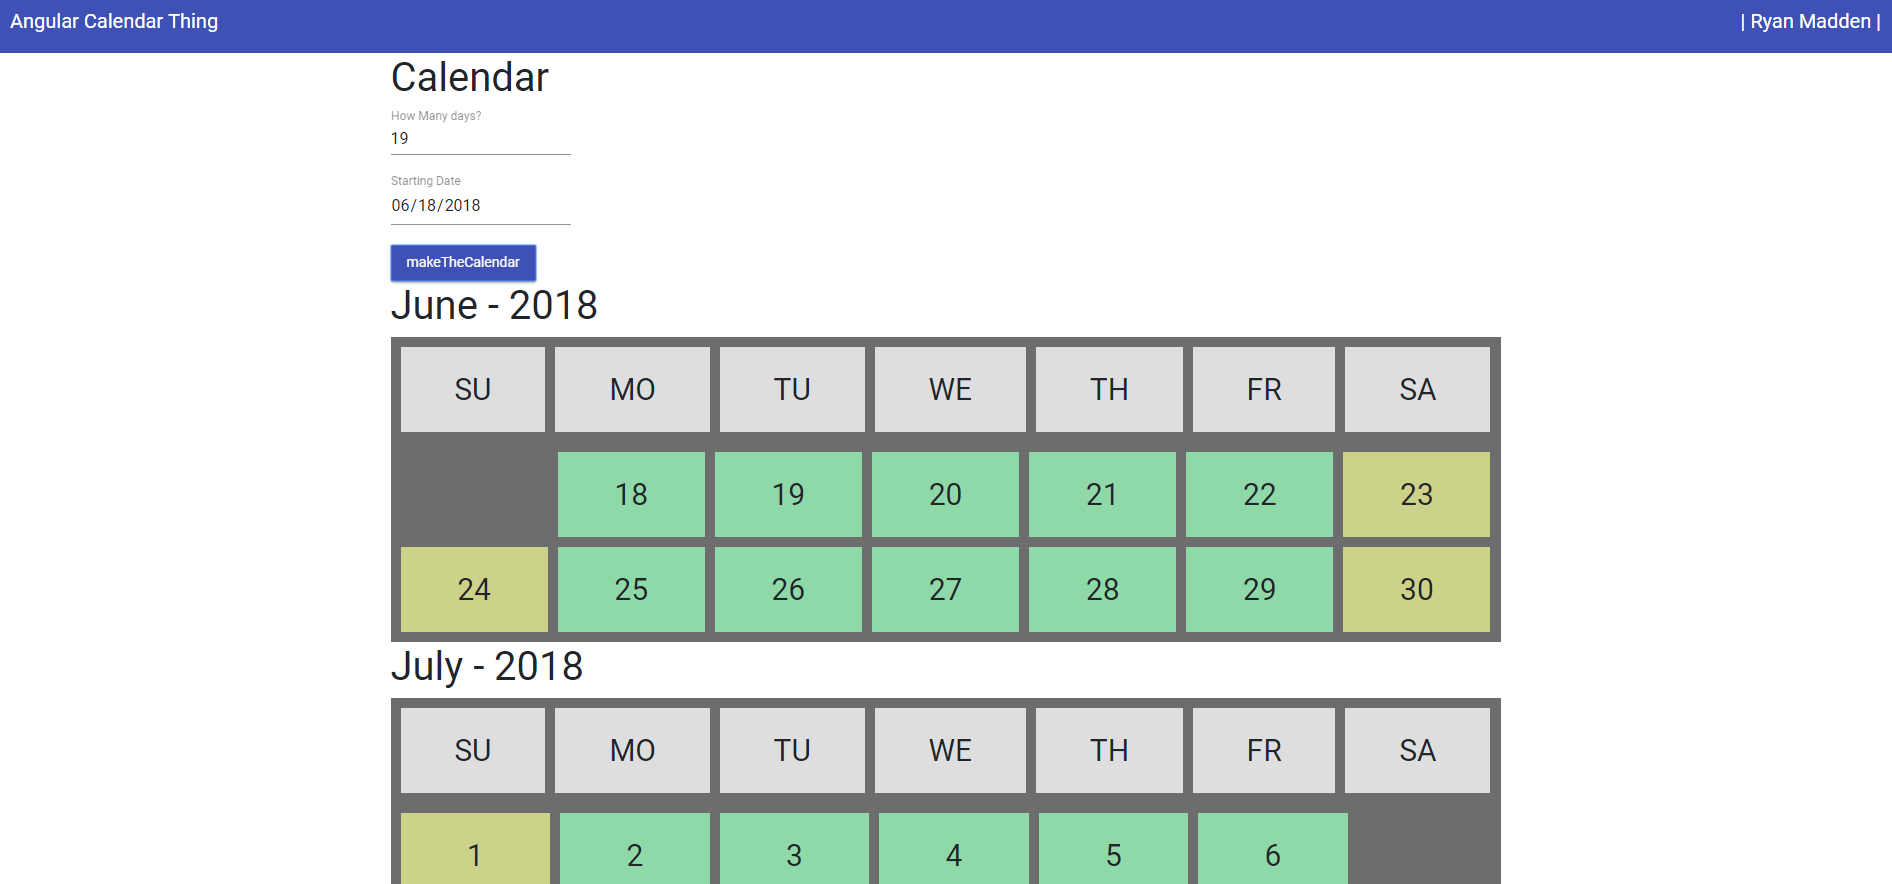 Angular Calendar Thing | Ryan Madden |
Calendar
How Many days?
19
Starting Date
06/18/2018
makeTheCalendar
June - 2018
SU MO TU WE TH FR SA
18 19 20 21 22 23
24 25 26 27 28 29 30
July - 2018
SU MO TU WE TH FR SA
1 2 3 4 5 6